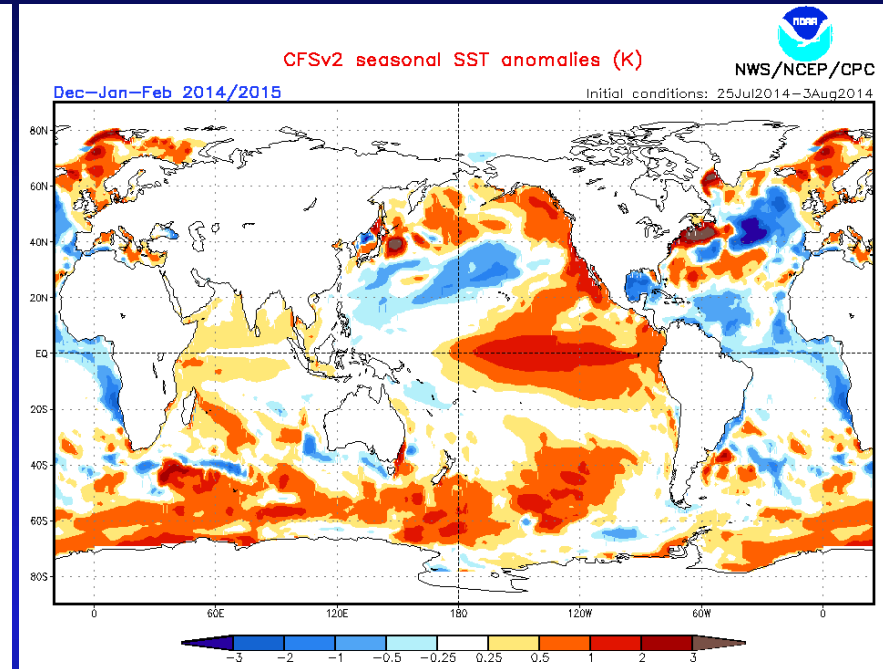 NOAA
CFSv2 seasonal SST anomalies (K)
NWS/NCEP/CPC
Dec-Jan-Feb 2014/2015
Initial conditions: 25Jul2014-3Aug2014
80N
60N
40N
20N
EQ
20S
40S
60S
80S
0 60E 120E 180 120W 60W 0
-3 -2 -1 -0.5 -0.25 0.25 0.5 1 2 3